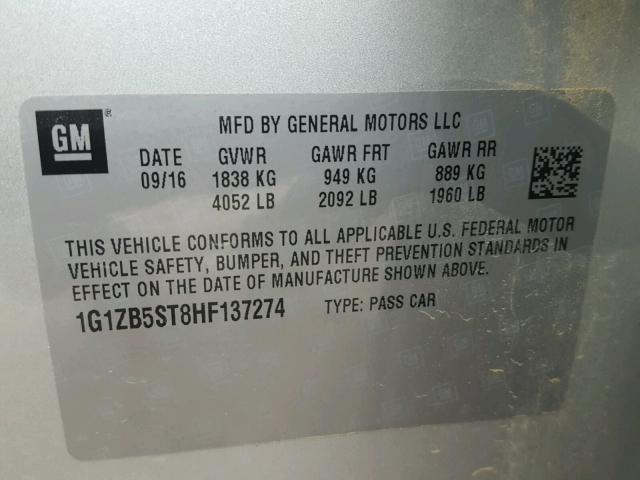 GM ®
MFD BY GENERAL MOTORS LLC
DATE GVWR GAWR FRT GAWR RR
09/16 1838 KG 949 KG 889 KG
4052 LB 2092 LB 1960 LB
THIS VEHICLE CONFORMS TO ALL APPLICABLE U.S. FEDERAL MOTOR
VEHICLE SAFETY, BUMPER, AND THEFT PREVENTION STANDARDS IN
EFFECT ON THE DATE OF MANUFACTURE SHOWN ABOVE.
1G1ZB5ST8HF137274 TYPE: PASS CAR